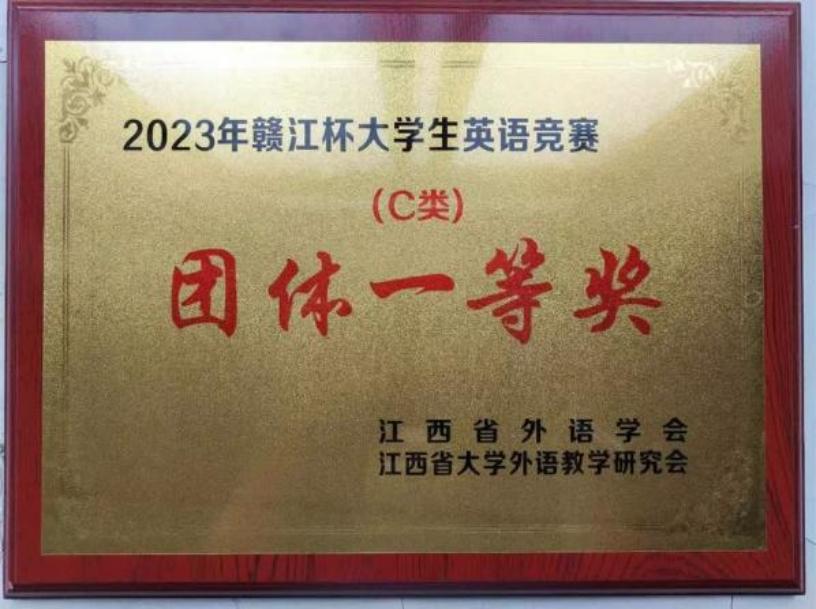 2023年赣江杯大学生英语竞赛
（C类）
团体一等奖
江西省外语学会
江西省大学外语教学研究会